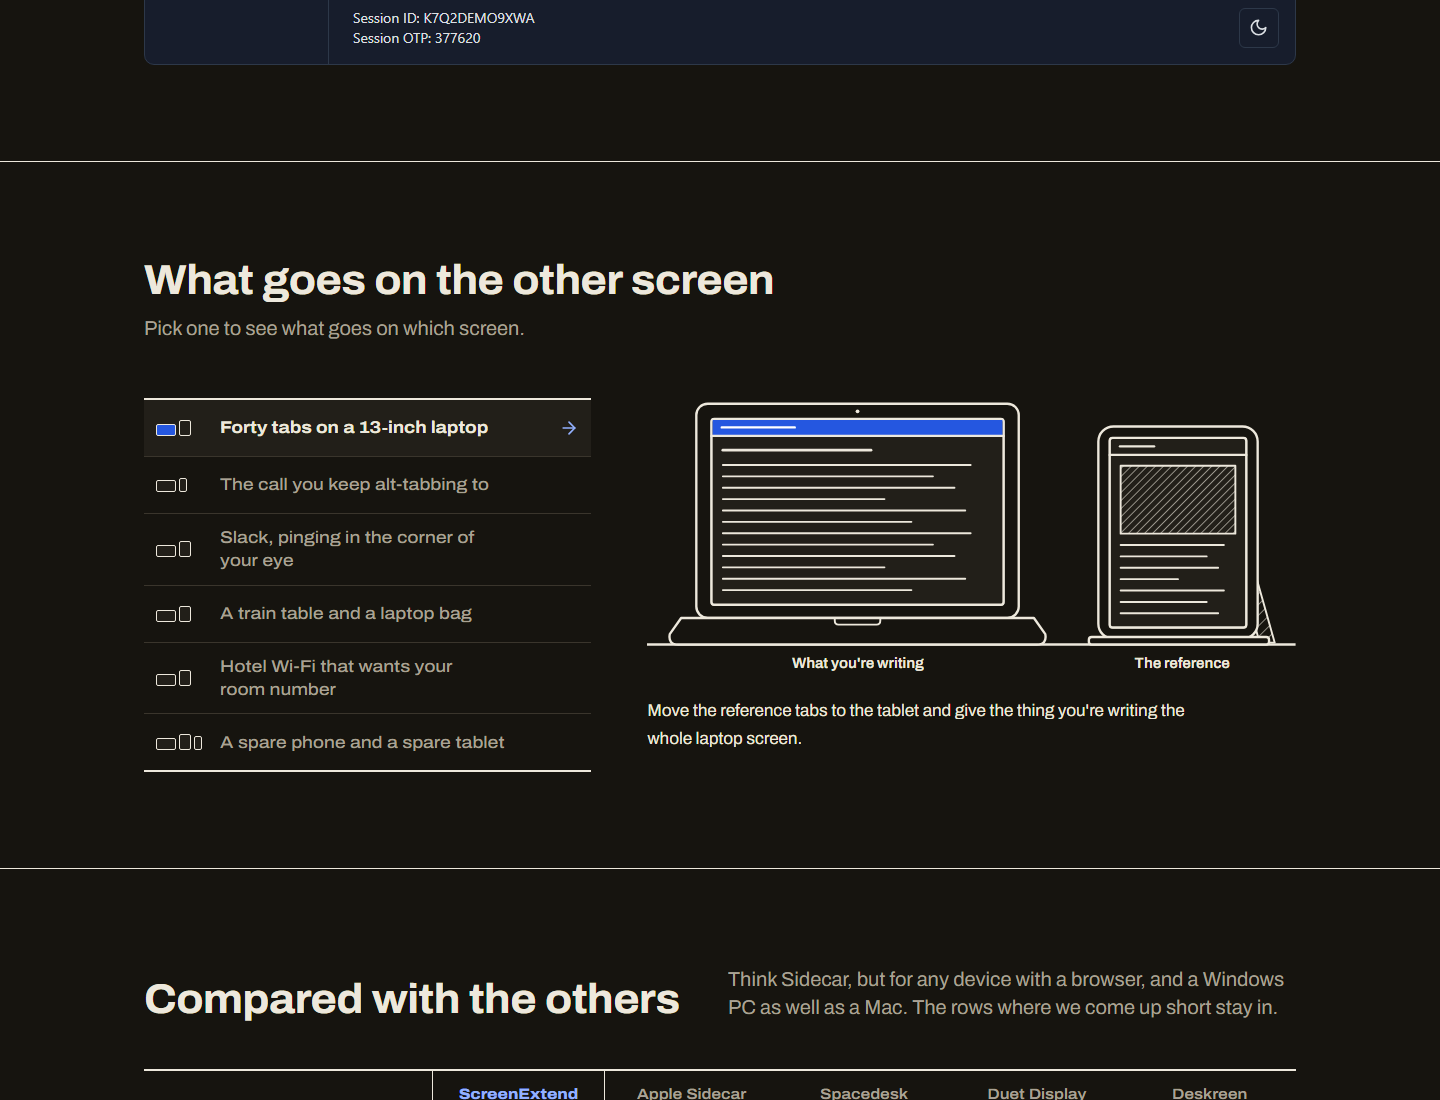 Session ID: K7Q2DEMO9XWA
Session OTP: 377620
What goes on the other screen
Pick one to see what goes on which screen.
Forty tabs on a 13-inch laptop
The call you keep alt-tabbing to
Slack, pinging in the corner of
your eye
A train table and a laptop bag
Hotel Wi-Fi that wants your
room number
A spare phone and a spare tablet
What you're writing
The reference
Move the reference tabs to the tablet and give the thing you're writing the
whole laptop screen.
Compared with the others
Think Sidecar, but for any device with a browser, and a Windows
PC as well as a Mac. The rows where we come up short stay in.
ScreenExtend
Apple Sidecar
Spacedesk
Duet Display
Deskreen